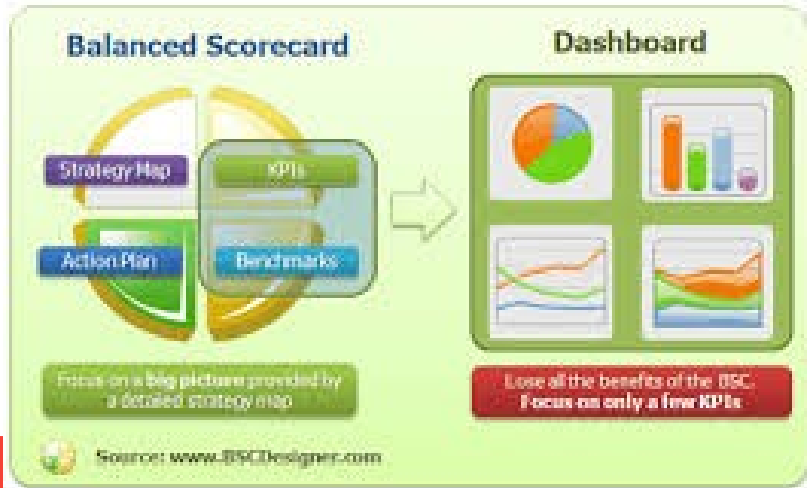 Balanced Scorecard
Strategy Map
KPIs
Action Plan
Benchmarks
Focus on a big picture provided by
a detailed strategy map
Dashboard
Lose all the benefits of the BSC.
Focus on only a few KPIs
Source: www.BSCDesigner.com